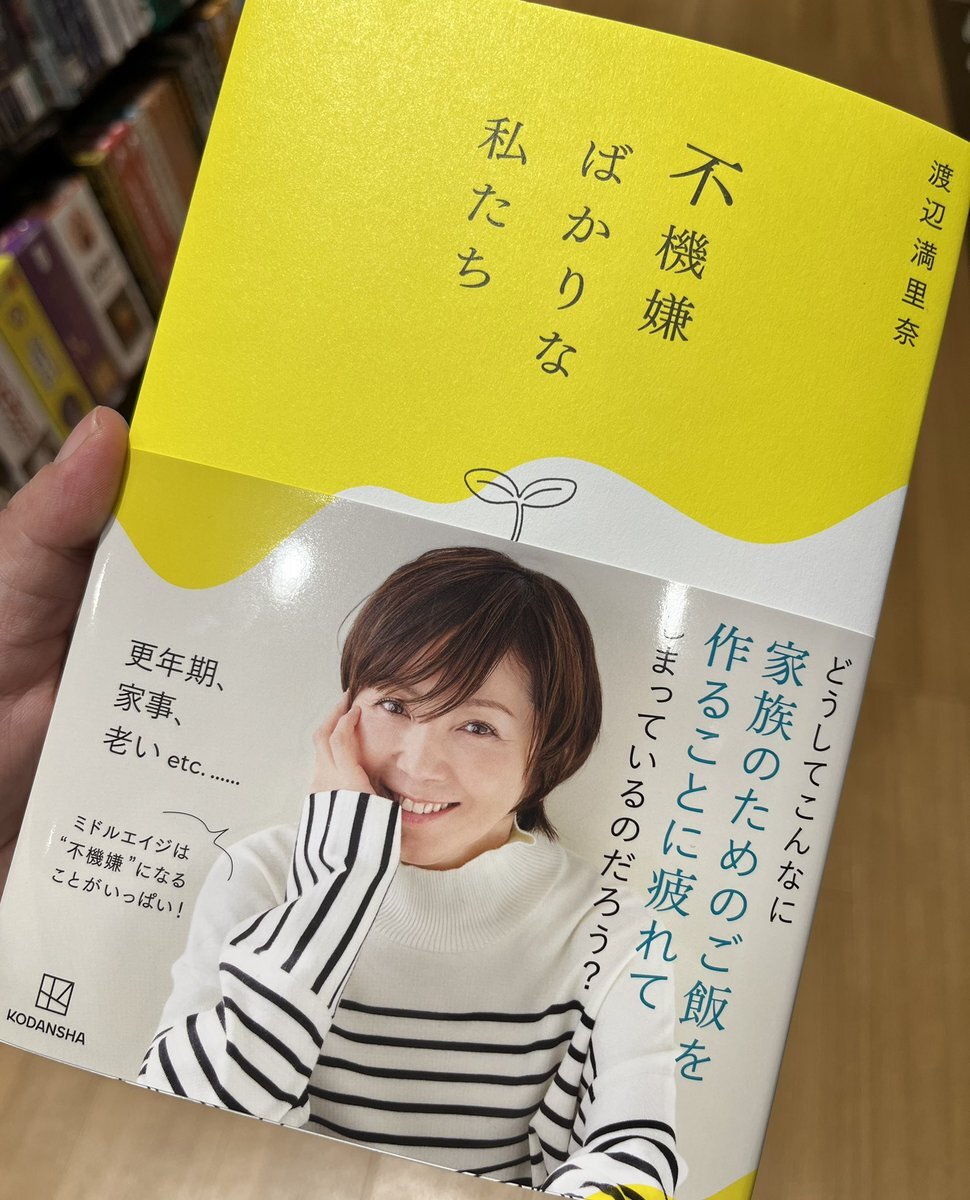 渡辺満里奈
不機嫌
ばかりな
私たち
どうしてこんなに
家族のためのご飯を
作ることに疲れて
しまっているのだろう?
更年期、
家事、
老い etc.……
ミドルエイジは
“不機嫌”になる
ことがいっぱい!
KODANSHA